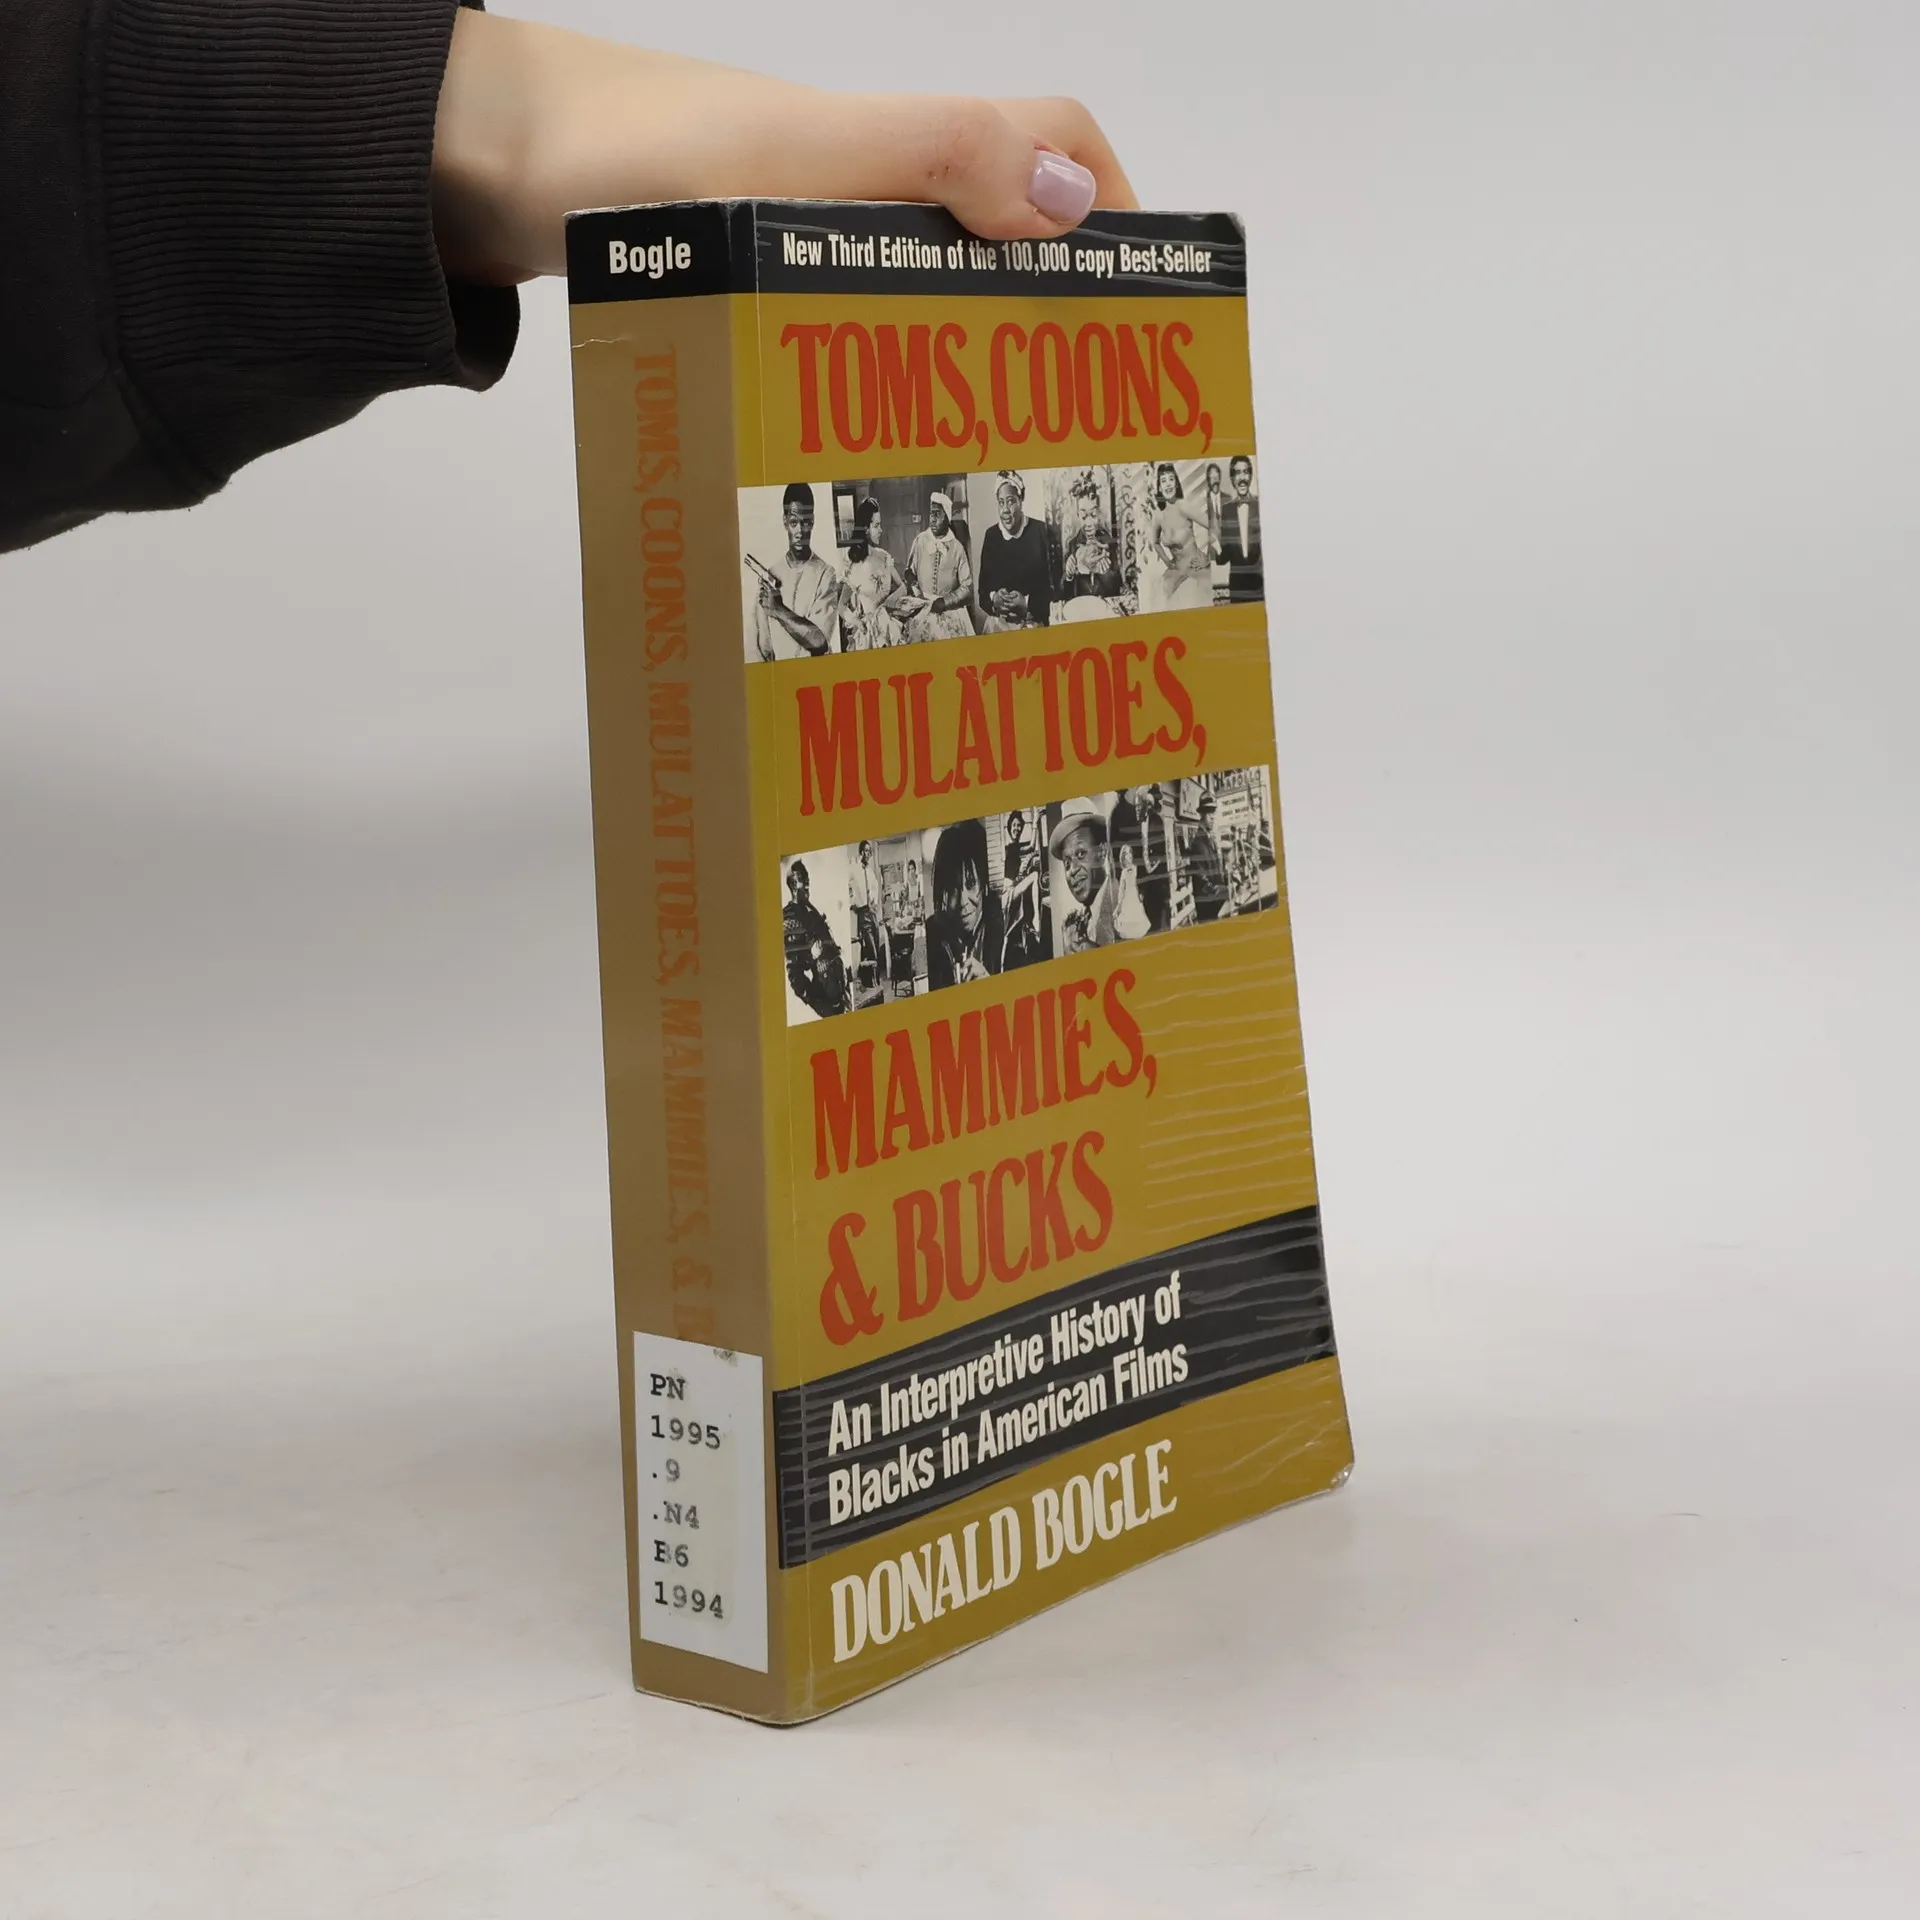 Bogle
TOMS, COONS, MULATTOES, MAMMIES, &
PN
1995
.9
.N4
B6
1994
New Third Edition of the 100,000 copy Best-Seller
TOMS, COONS,
MULATTOES,
APOLLO
MAMMIES,
& BUCKS
An Interpretive History of
Blacks in American Films
DONALD BOGLE